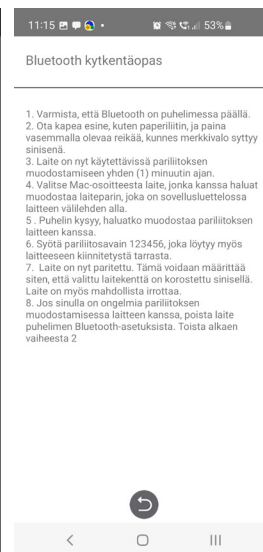 11:15
53%
Bluetooth kytkentäopas
1. Varmista, että Bluetooth on puhelimessa päällä.
2. Ota kapea esine, kuten paperiliitin, ja paina
vasemmalla olevaa reikää, kunnes merkkivalo syttyy
sinisenä.
3. Laite on nyt käytettävissä pariliitoksen
muodostamiseen yhden (1) minuutin ajan.
4. Valitse Mac-osoitteesta laite, jonka kanssa haluat
muodostaa laiteparin, joka on sovellusluettelossa
laitteen välilehden alla.
5 . Puhelin kysyy, haluatko muodostaa pariliitoksen
laitteen kanssa.
6. Syötä pariliitosavain 123456, joka löytyy myös
laitteeseen kiinnitetystä tarrasta.
7.  Laite on nyt paritettu. Tämä voidaan määrittää
siten, että valittu laitekenttä on korostettu sinisellä.
Laite on myös mahdollista irrottaa.
8. Jos sinulla on ongelmia pariliitoksen
muodostamisessa laitteen kanssa, poista laite
puhelimen Bluetooth-asetuksista. Toista alkaen
vaiheesta 2